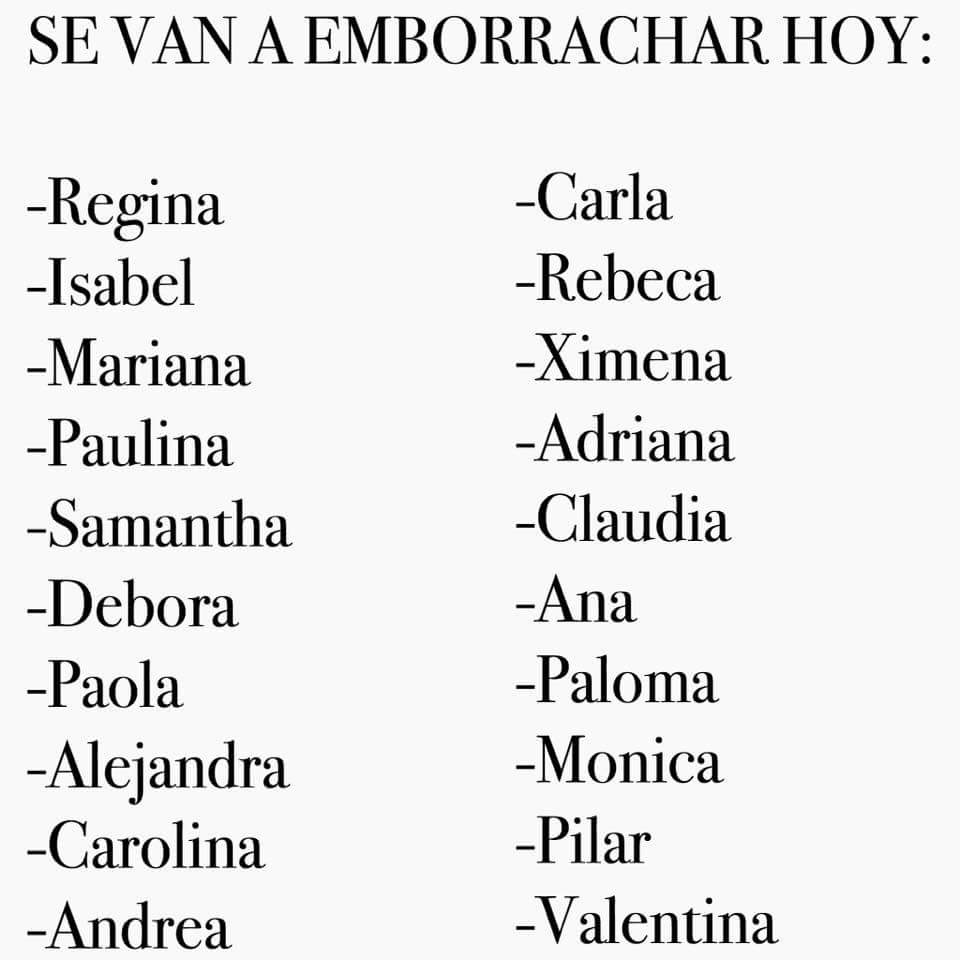 SE VAN A EMBORRACHAR HOY:
-Regina
-Isabel
-Mariana
-Paulina
-Samantha
-Debora
-Paola
-Alejandra
-Carolina
-Andrea
-Carla
-Rebeca
-Ximena
-Adriana
-Claudia
-Ana
-Paloma
-Monica
-Pilar
-Valentina